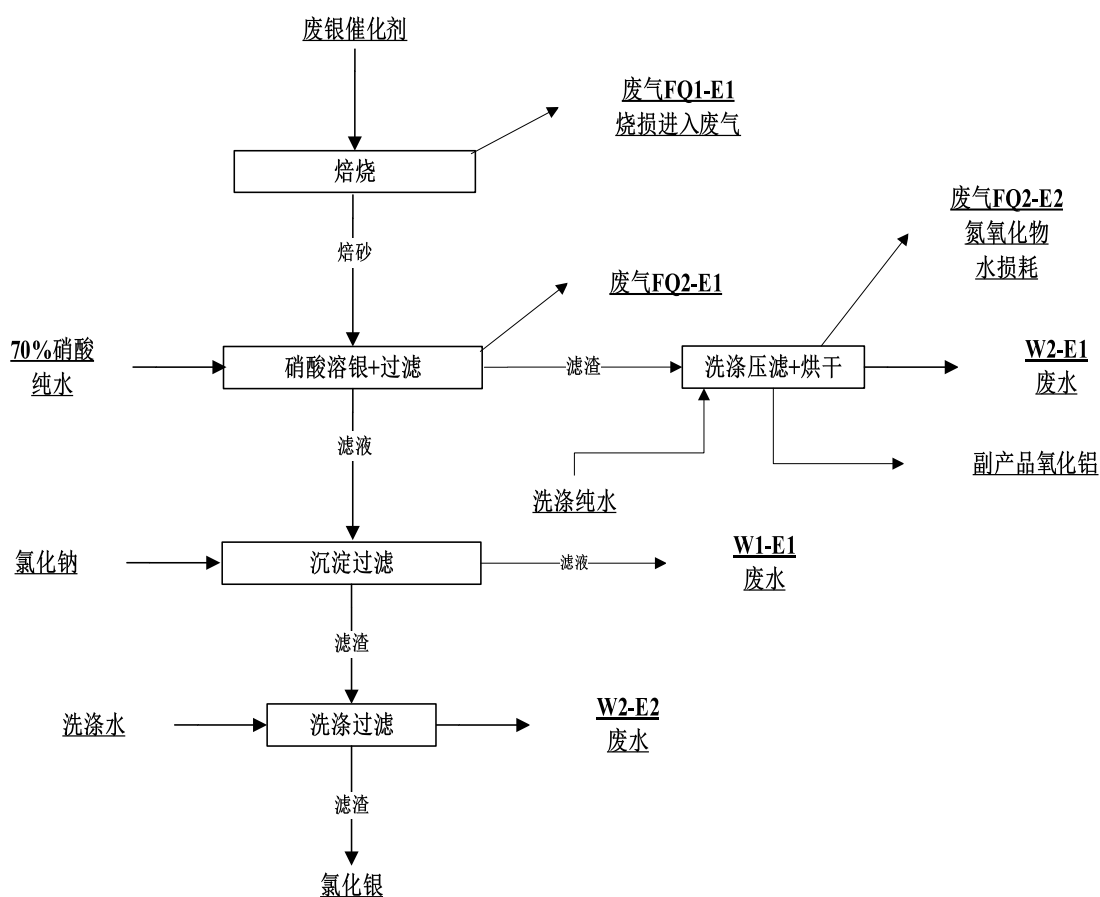 废银催化剂
废气FQ1-E1
烧损进入废气
焙烧
废气FQ2-E2
氮氧化物
水损耗
焙砂
废气FQ2-E1
70%硝酸
纯水
硝酸溶银+过滤
滤渣
洗涤压滤+烘干
W2-E1
废水
滤液
副产品氧化铝
洗涤纯水
氯化钠
沉淀过滤
滤液
W1-E1
废水
滤渣
洗涤水
洗涤过滤
W2-E2
废水
滤渣
氯化银